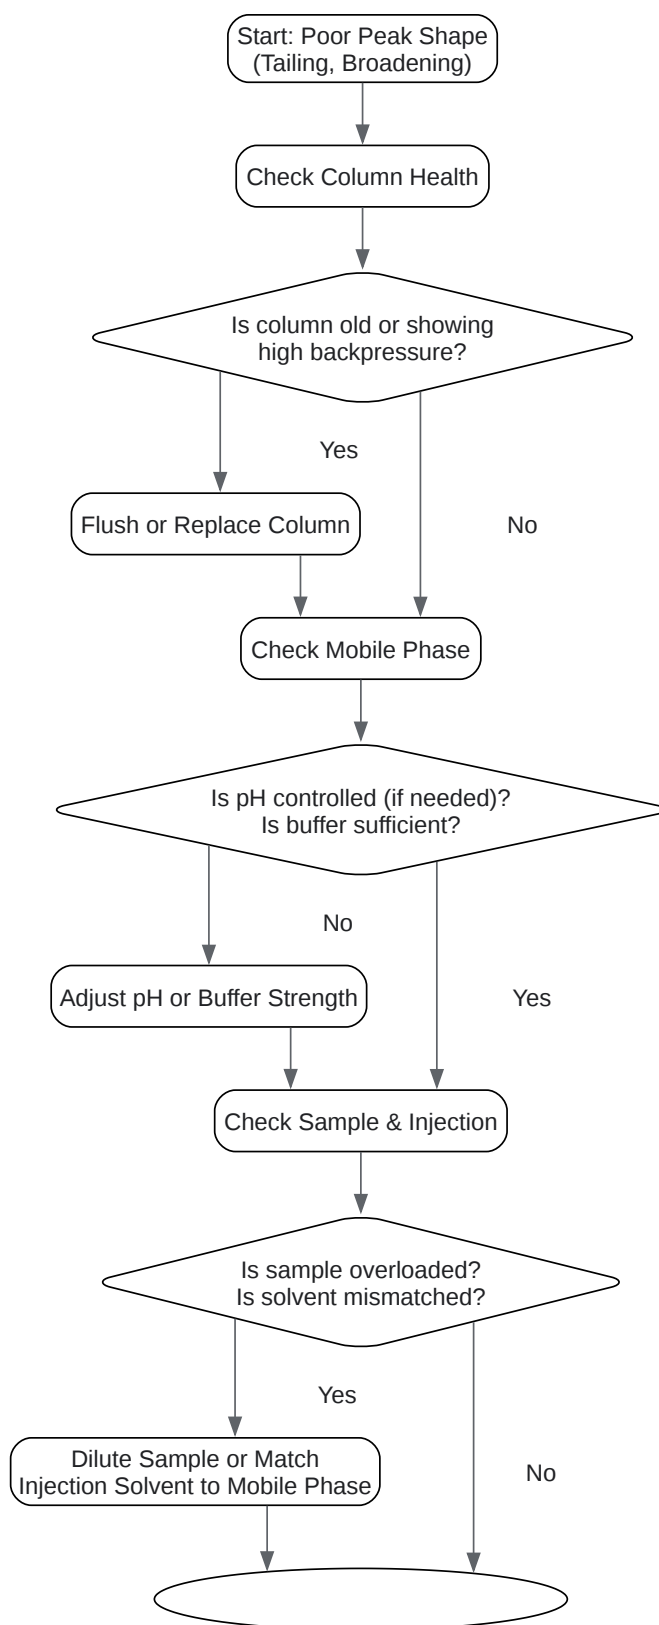 Start: Poor Peak Shape
(Tailing, Broadening)
Check Column Health
Is column old or showing
high backpressure?
Yes
Flush or Replace Column
No
Check Mobile Phase
Is pH controlled (if needed)?
Is buffer sufficient?
No
Adjust pH or Buffer Strength
Yes
Check Sample & Injection
Is sample overloaded?
Is solvent mismatched?
Yes
Dilute Sample or Match
Injection Solvent to Mobile Phase
No